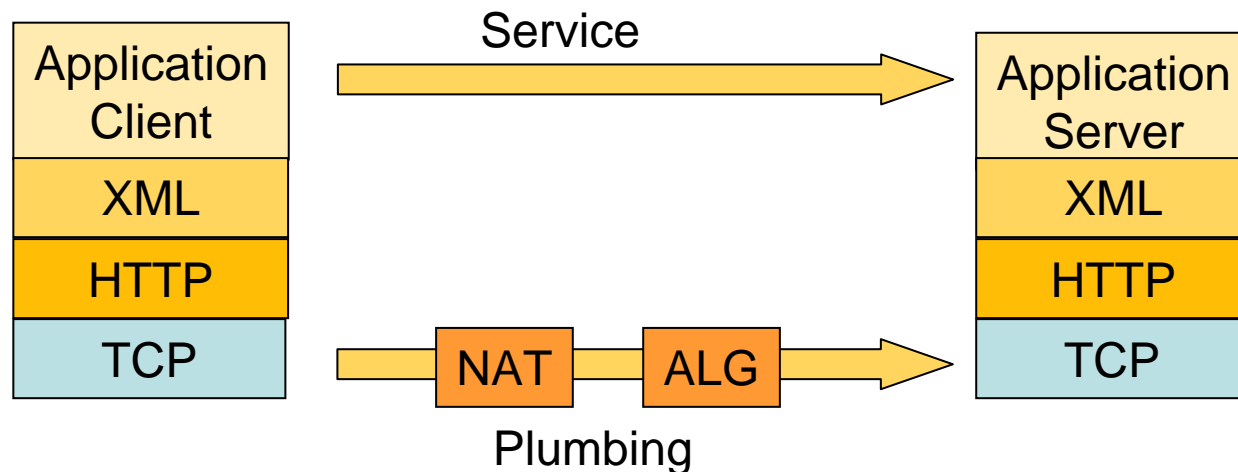 Service
Application
Client
Application
Server
XML
XML
HTTP
HTTP
TCP
NAT
ALG
TCP
Plumbing